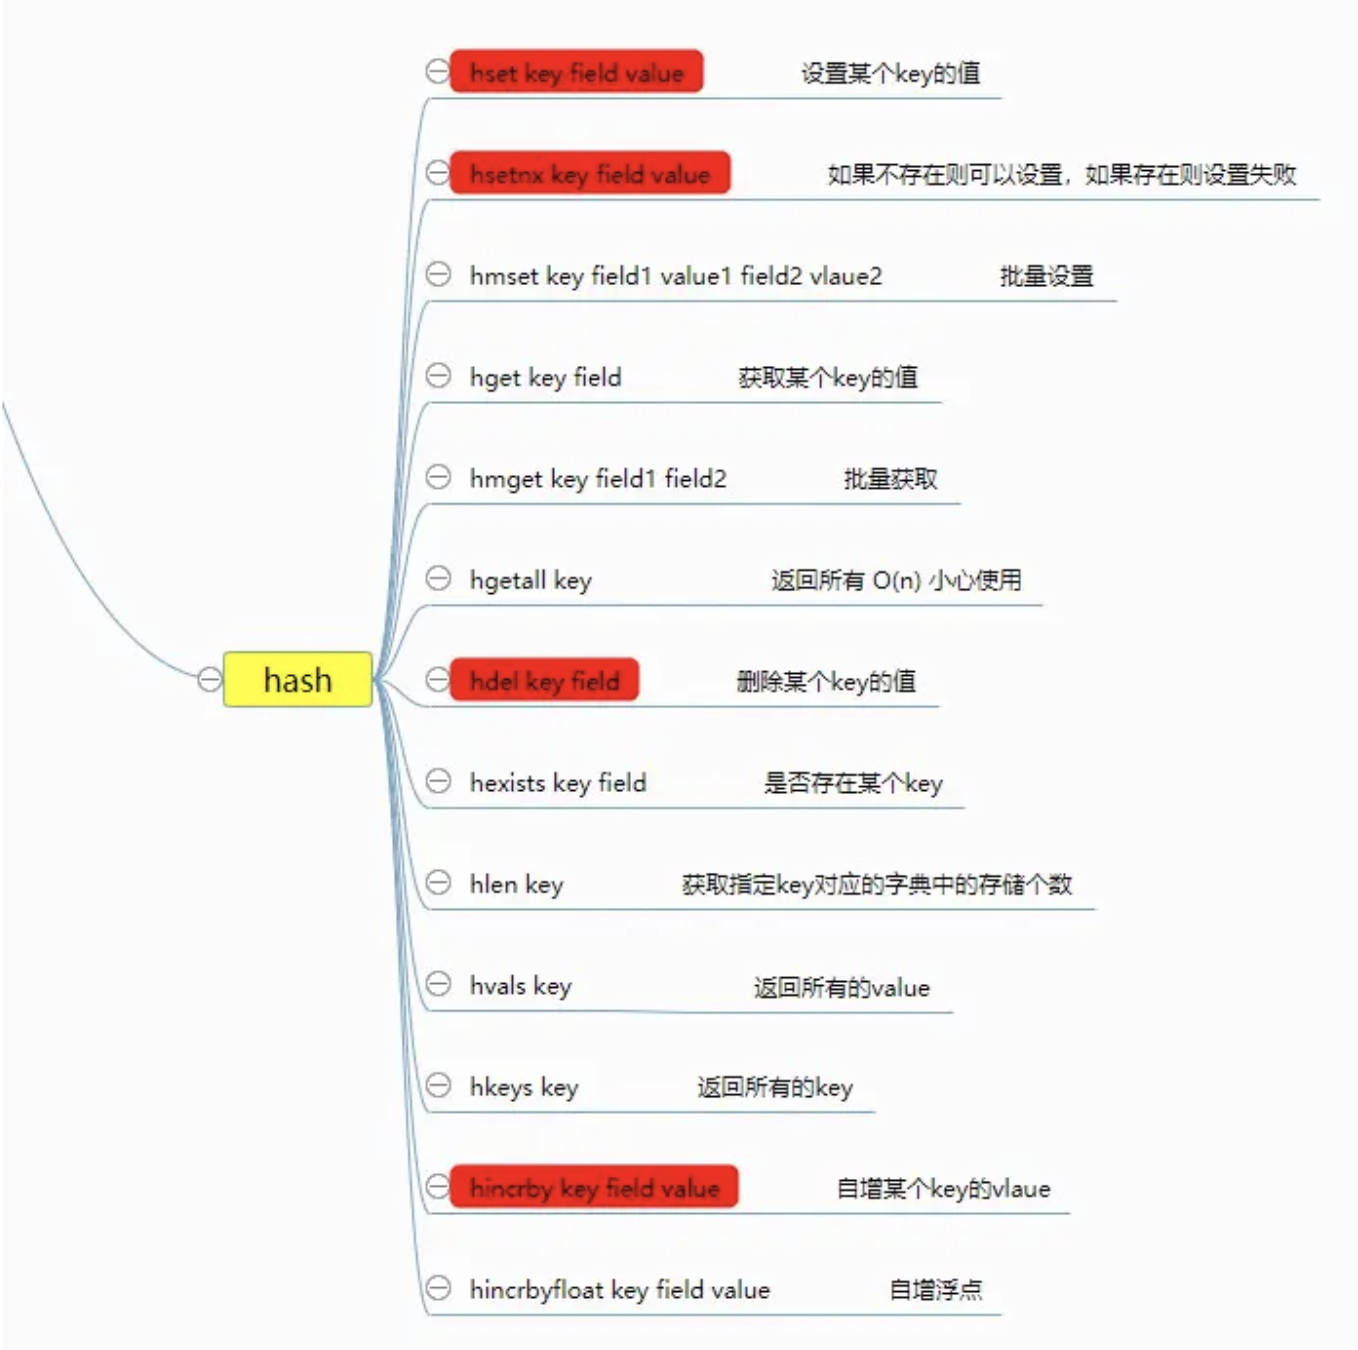 hset key field value 设置某个key的值
hsetnx key field value 如果不存在则可以设置，如果存在则设置失败
hmset key field1 value1 field2 vlaue2 批量设置
hget key field 获取某个key的值
hmget key field1 field2 批量获取
hgetall key 返回所有 O(n) 小心使用
hash
hdel key field 删除某个key的值
hexists key field 是否存在某个key
hlen key 获取指定key对应的字典中的存储个数
hvals key 返回所有的value
hkeys key 返回所有的key
hincrby key field value 自增某个key的vlaue
hincrbyfloat key field value 自增浮点